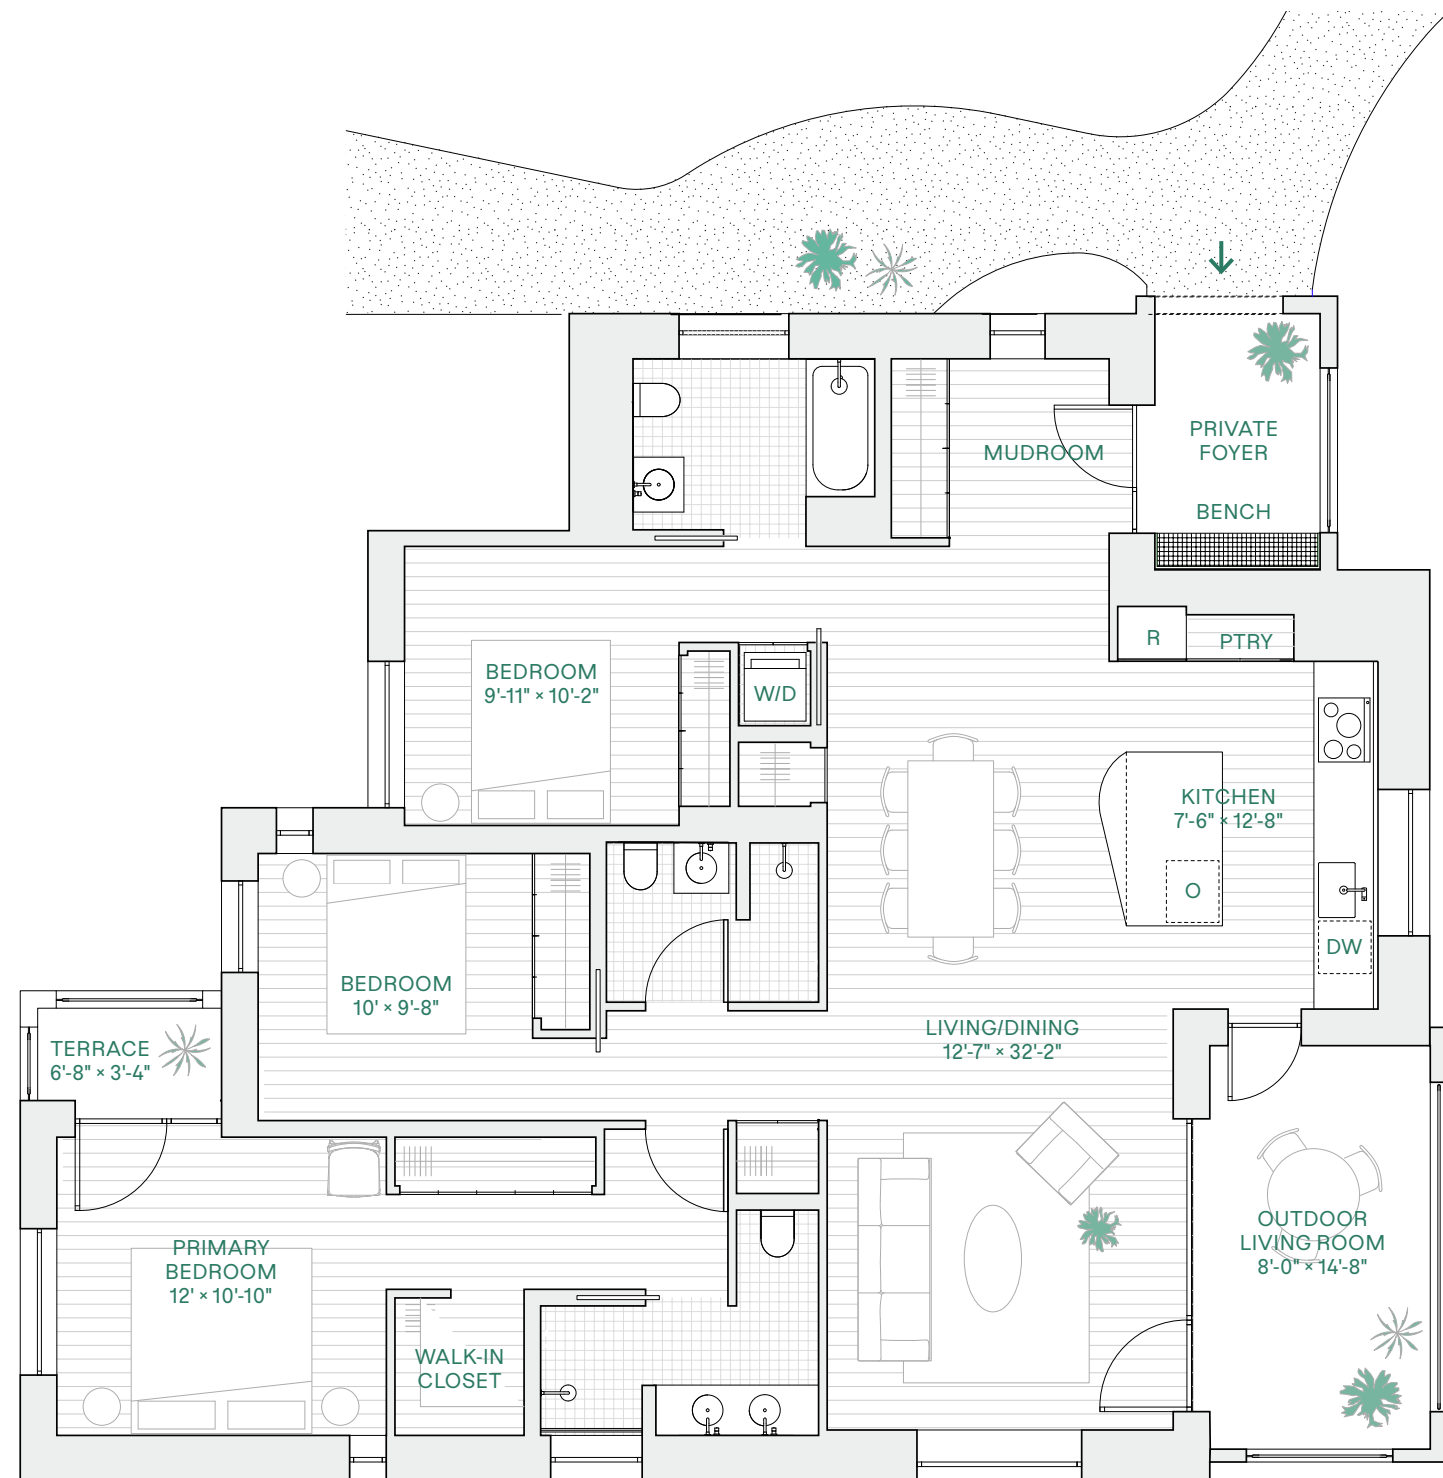 PRIVATE
FOYER
MUDROOM
BENCH
R
PTRY
BEDROOM
9'-11" × 10'-2"
W/D
KITCHEN
7'-6" × 12'-8"
O
DW
BEDROOM
10' × 9'-8"
LIVING/DINING
12'-7" × 32'-2"
TERRACE
6'-8" × 3'-4"
OUTDOOR
LIVING ROOM
8'-0" × 14'-8"
PRIMARY
BEDROOM
12' × 10'-10"
WALK-IN
CLOSET